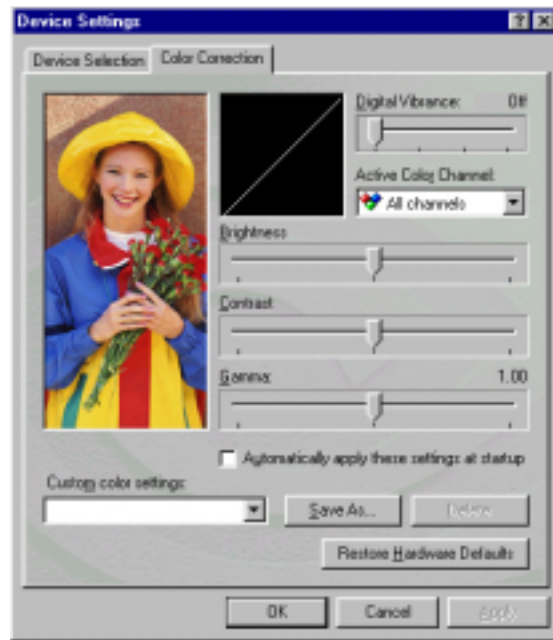 Device Settings
Device Selection
Color Correction
Digital Vibrance: Off
Active Color Channel:
All channels
Brightness
Contrast
Gamma: 1.00
Automatically apply these settings at startup
Custom color settings:
Save As...
Delete
Restore Hardware Defaults
OK
Cancel
Apply